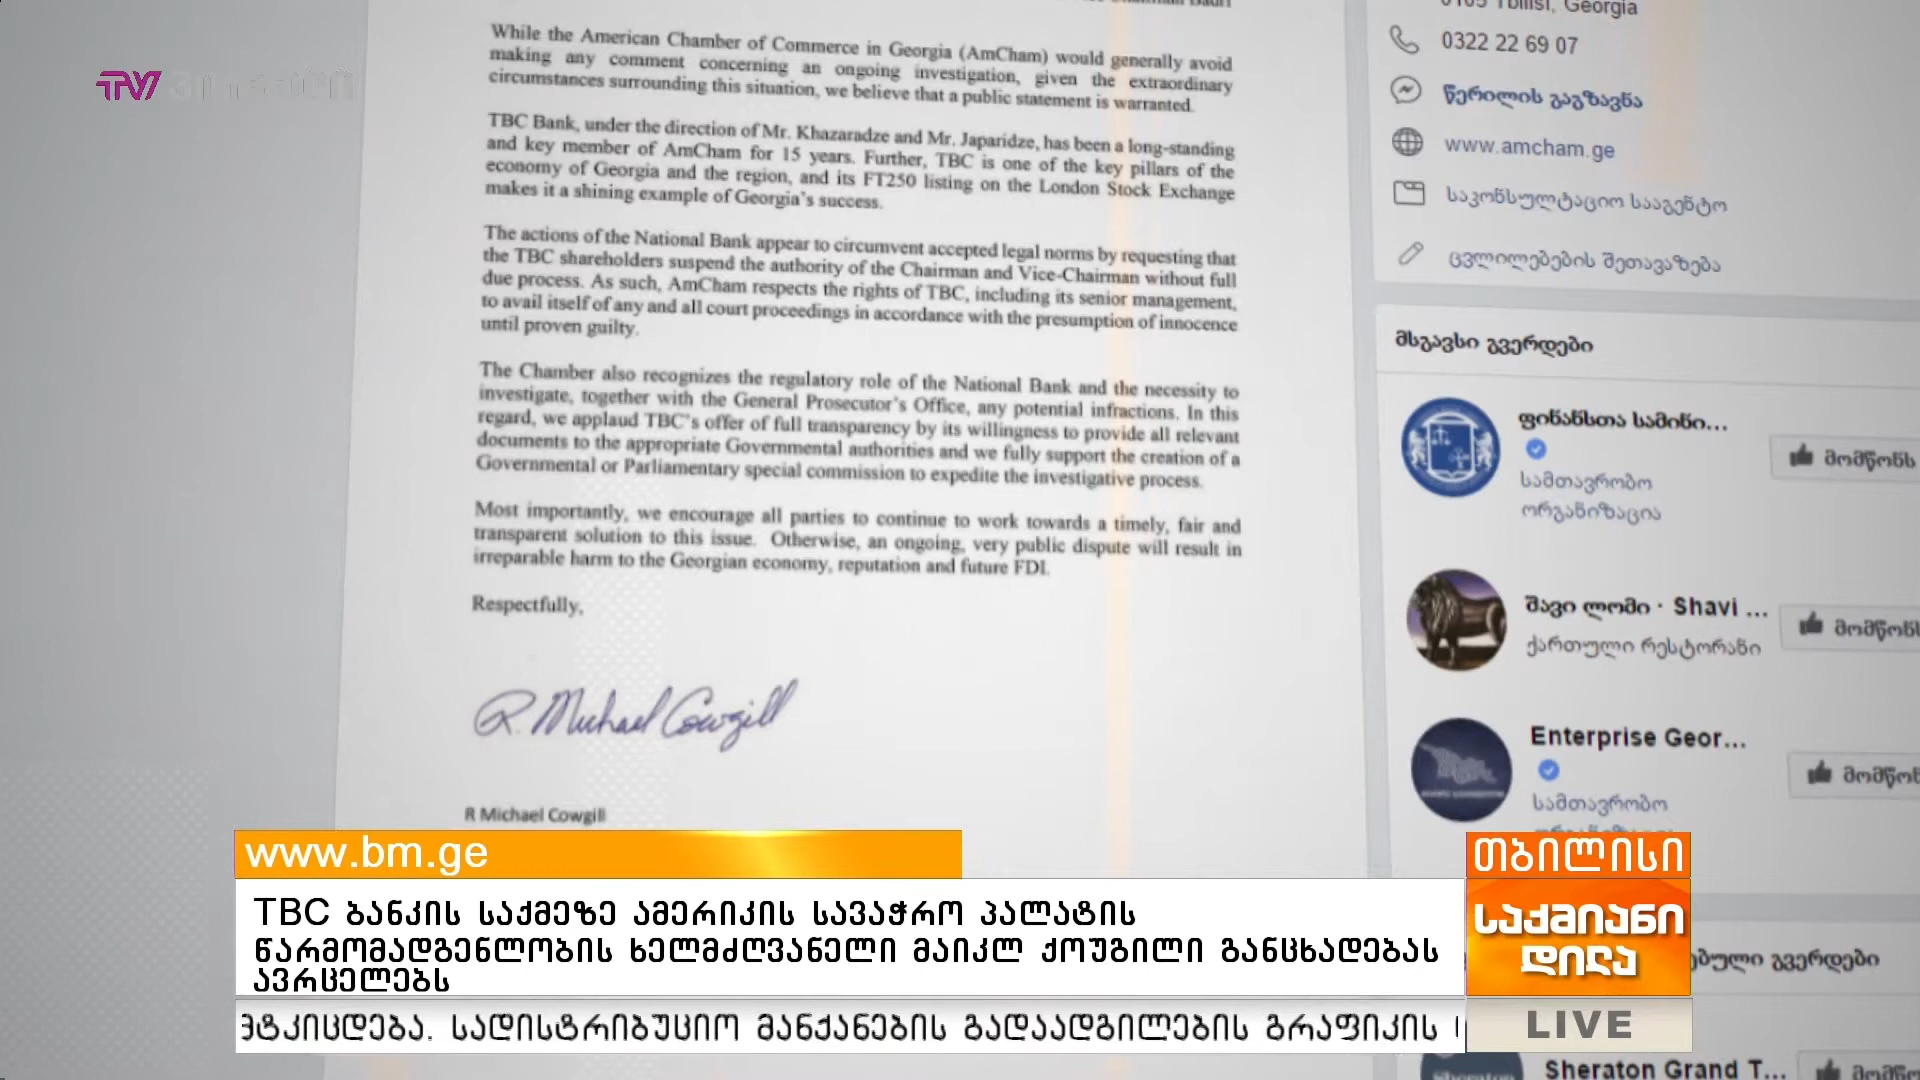 TV
While the American Chamber of Commerce in Georgia (AmCham) would generally avoid
making any comment concerning an ongoing investigation, given the extraordinary
circumstances surrounding this situation, we believe that a public statement is warranted.
TBC Bank, under the direction of Mr. Khazaradze and Mr. Japaridze, has been a long-standing
and key member of AmCham for 15 years. Further, TBC is one of the key pillars of the
economy of Georgia and the region, and its FT250 listing on the London Stock Exchange
makes it a shining example of Georgia's success.
The actions of the National Bank appear to circumvent accepted legal norms by requesting that
the TBC shareholders suspend the authority of the Chairman and Vice-Chairman without full
due process. As such, AmCham respects the rights of TBC, including its senior management,
to avail itself of any and all court proceedings in accordance with the presumption of innocence
until proven guilty.
The Chamber also recognizes the regulatory role of the National Bank and the necessity to
investigate, together with the General Prosecutor's Office, any potential infractions. In this
regard, we applaud TBC's offer of full transparency by its willingness to provide all relevant
documents to the appropriate Governmental authorities and we fully support the creation of a
Governmental or Parliamentary special commission to expedite the investigative process.
Most importantly, we encourage all parties to continue to work towards a timely, fair and
transparent solution to this issue. Otherwise, an ongoing, very public dispute will result in
irreparable harm to the Georgian economy, reputation and future FDI.
Respectfully,
R. Michael Cowgill
R Michael Cowgill
0105 Tbilisi, Georgia
0322 22 69 07
წერილის გაგზავნა
www.amcham.ge
საკონსულტაციო სააგენტო
ცვლილებების შეთავაზება
მსგავსი გვერდები
ფინანსთა სამინი...
სამთავრობო
ორგანიზაცია
მომწონს
შავი ლომი · Shavi ...
ქართული რესტორანი
მომწონს
Enterprise Geor...
სამთავრობო
მომწონს
გვერდები
Sheraton Grand T...
www.bm.ge
TBC ბანკის საქმეზე ამერიკის სავაჭრო პალატის
წარმომადგენლობის ხელმძღვანელი მაიკლ ქოუგილი განცხადებას
ავრცელებს
მტკიცდება. სადისტრიბუციო მანქანების გადაადგილების გრაფიკის
თბილისი
საქმიანი
დილა
LIVE